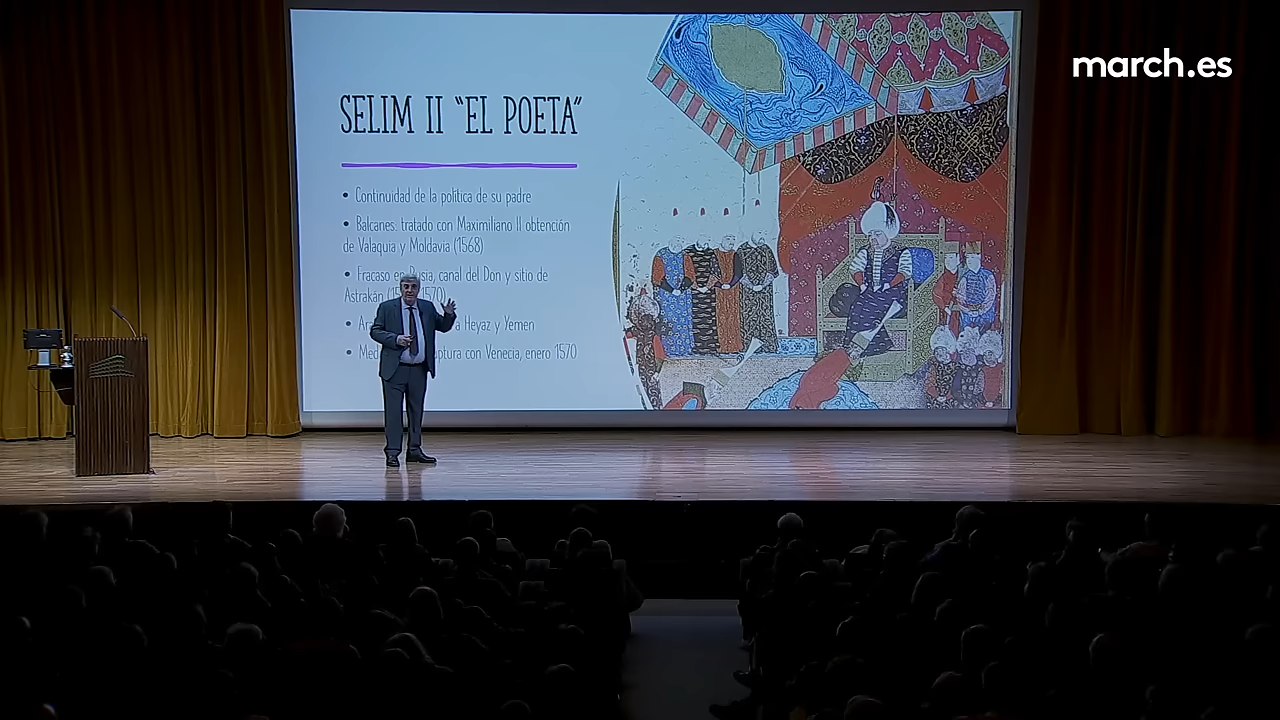 march.es
SELIM II "EL POETA"
• Continuidad de la política de su padre
• Balcanes: tratado con Maximiliano II obtención
de Valaquia y Moldavia (1568)
• Fracaso en Rusia, canal del Don y sitio de
Astrakán 1570)
• a Heyaz y Yemen
• con Venecia, enero 1570